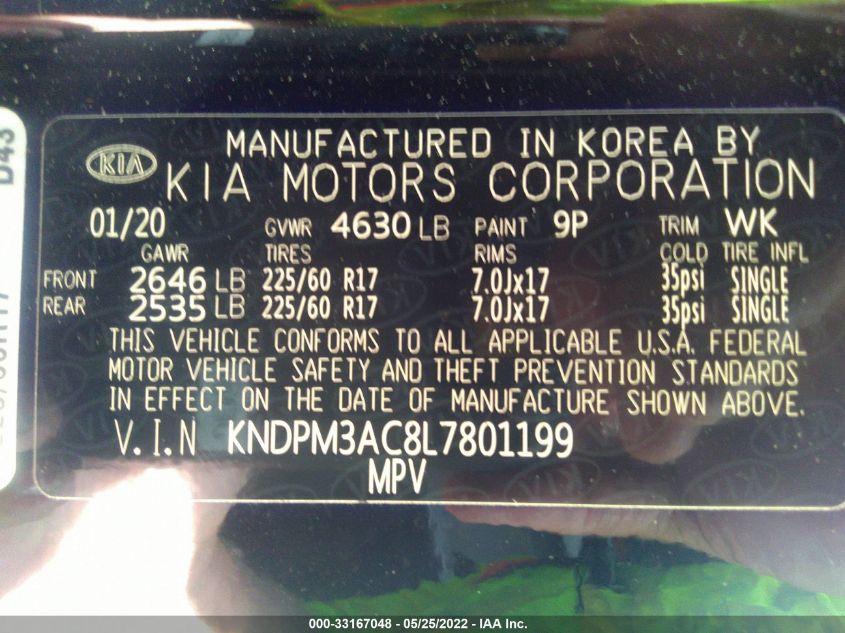 MANUFACTURED IN KOREA BY
KIA KIA MOTORS CORPORATION
01/20 GVWR 4630 LB PAINT 9P TRIM WK
GAWR TIRES RIMS COLD TIRE INFL
FRONT 2646 LB 225/60 R17 7.0Jx17 35psi SINGLE
REAR 2535 LB 225/60 R17 7.0Jx17 35psi SINGLE
THIS VEHICLE CONFORMS TO ALL APPLICABLE U.S.A. FEDERAL
MOTOR VEHICLE SAFETY AND THEFT PREVENTION STANDARDS
IN EFFECT ON THE DATE OF MANUFACTURE SHOWN ABOVE.
V.I.N KNDPM3AC8L7801199
MPV
000-33167048 - 05/25/2022 - IAA Inc.